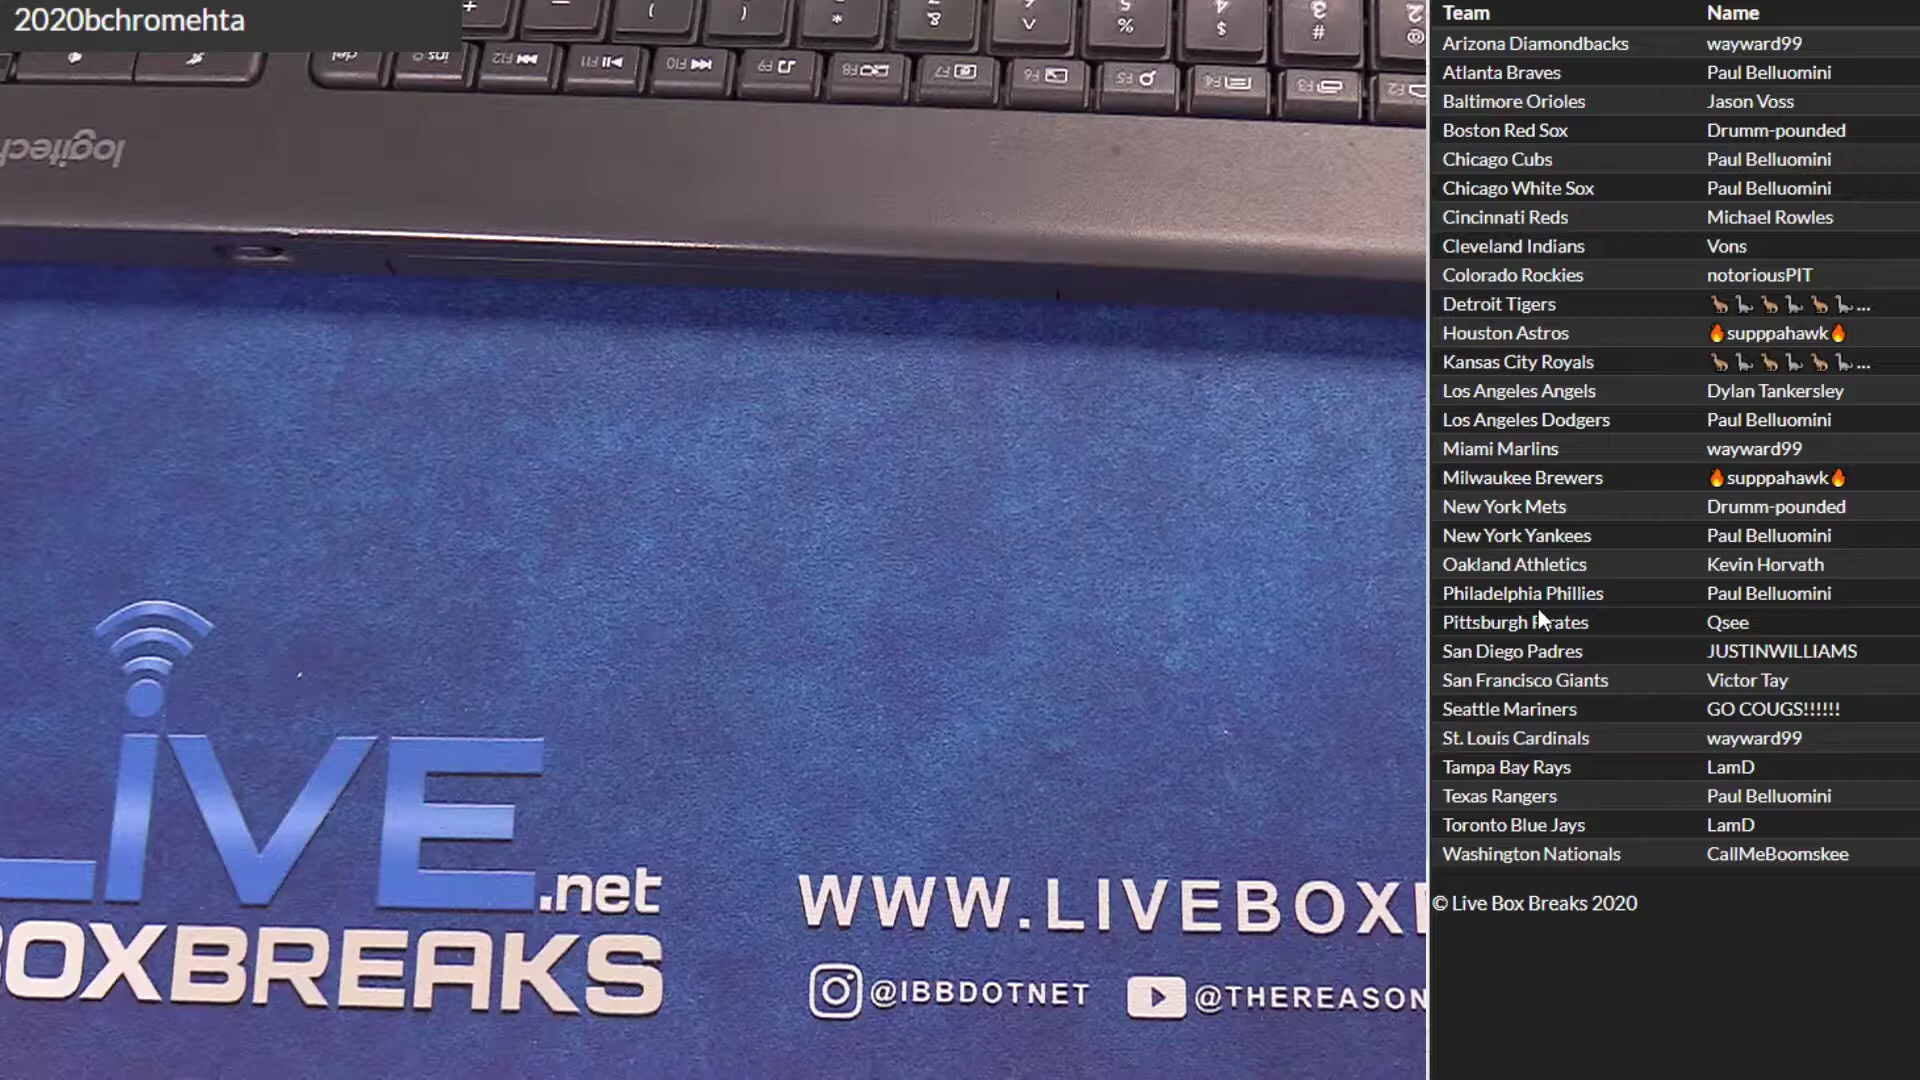 2020bchromehta
logitech
LIVE.net
BOXBREAKS
WWW.LIVEBOX
@IBBDOTNET
@THEREASON
Team Name
Arizona Diamondbacks wayward99
Atlanta Braves Paul Belluomini
Baltimore Orioles Jason Voss
Boston Red Sox Drumm-pounded
Chicago Cubs Paul Belluomini
Chicago White Sox Paul Belluomini
Cincinnati Reds Michael Rowles
Cleveland Indians Vons
Colorado Rockies notoriousPIT
Detroit Tigers 🦒🦕🦒🦕🦒🦕...
Houston Astros 🔥supppahawk🔥
Kansas City Royals 🦒🦕🦒🦕🦒🦕...
Los Angeles Angels Dylan Tankersley
Los Angeles Dodgers Paul Belluomini
Miami Marlins wayward99
Milwaukee Brewers 🔥supppahawk🔥
New York Mets Drumm-pounded
New York Yankees Paul Belluomini
Oakland Athletics Kevin Horvath
Philadelphia Phillies Paul Belluomini
Pittsburgh Pirates Qsee
San Diego Padres JUSTINWILLIAMS
San Francisco Giants Victor Tay
Seattle Mariners GO COUGS!!!!!!
St. Louis Cardinals wayward99
Tampa Bay Rays LamD
Texas Rangers Paul Belluomini
Toronto Blue Jays LamD
Washington Nationals CallMeBoomskee
© Live Box Breaks 2020